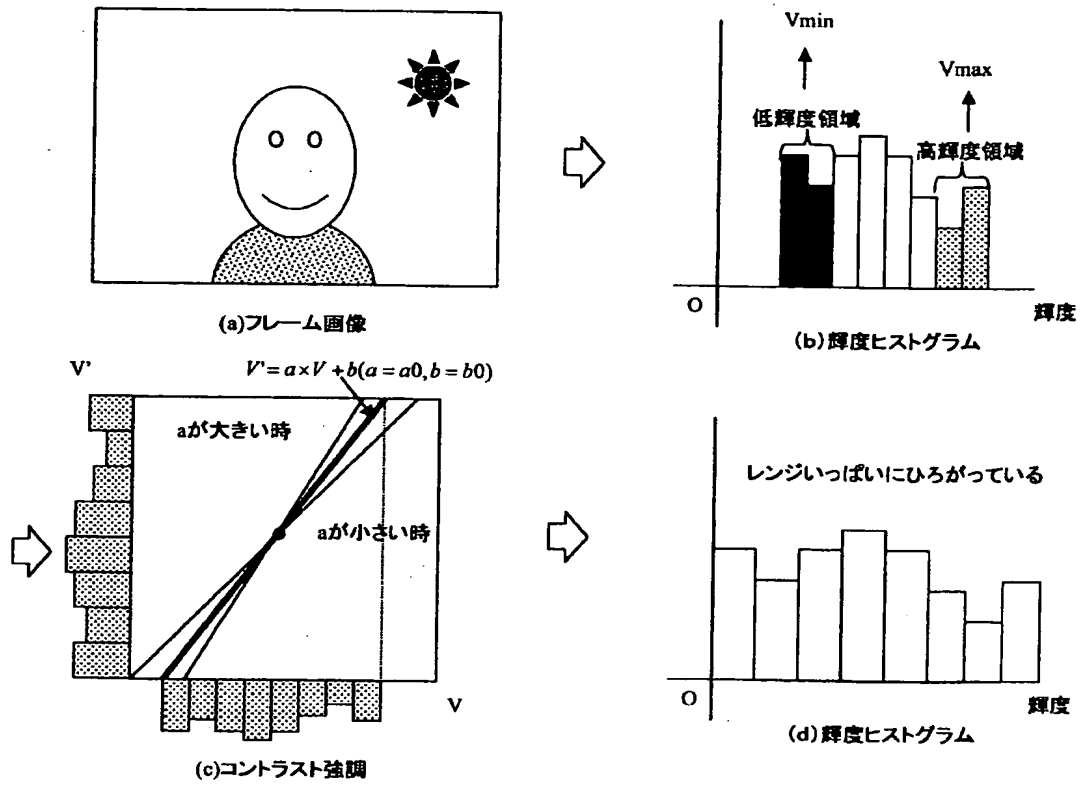 (a)フレーム画像
Vmin
Vmax
低輝度領域
高輝度領域
O
輝度
(b)輝度ヒストグラム
V'
V'=a×V+b(a=a0,b=b0)
aが大きい時
aが小さい時
V
(c)コントラスト強調
レンジいっぱいにひろがっている
O
輝度
(d)輝度ヒストグラム